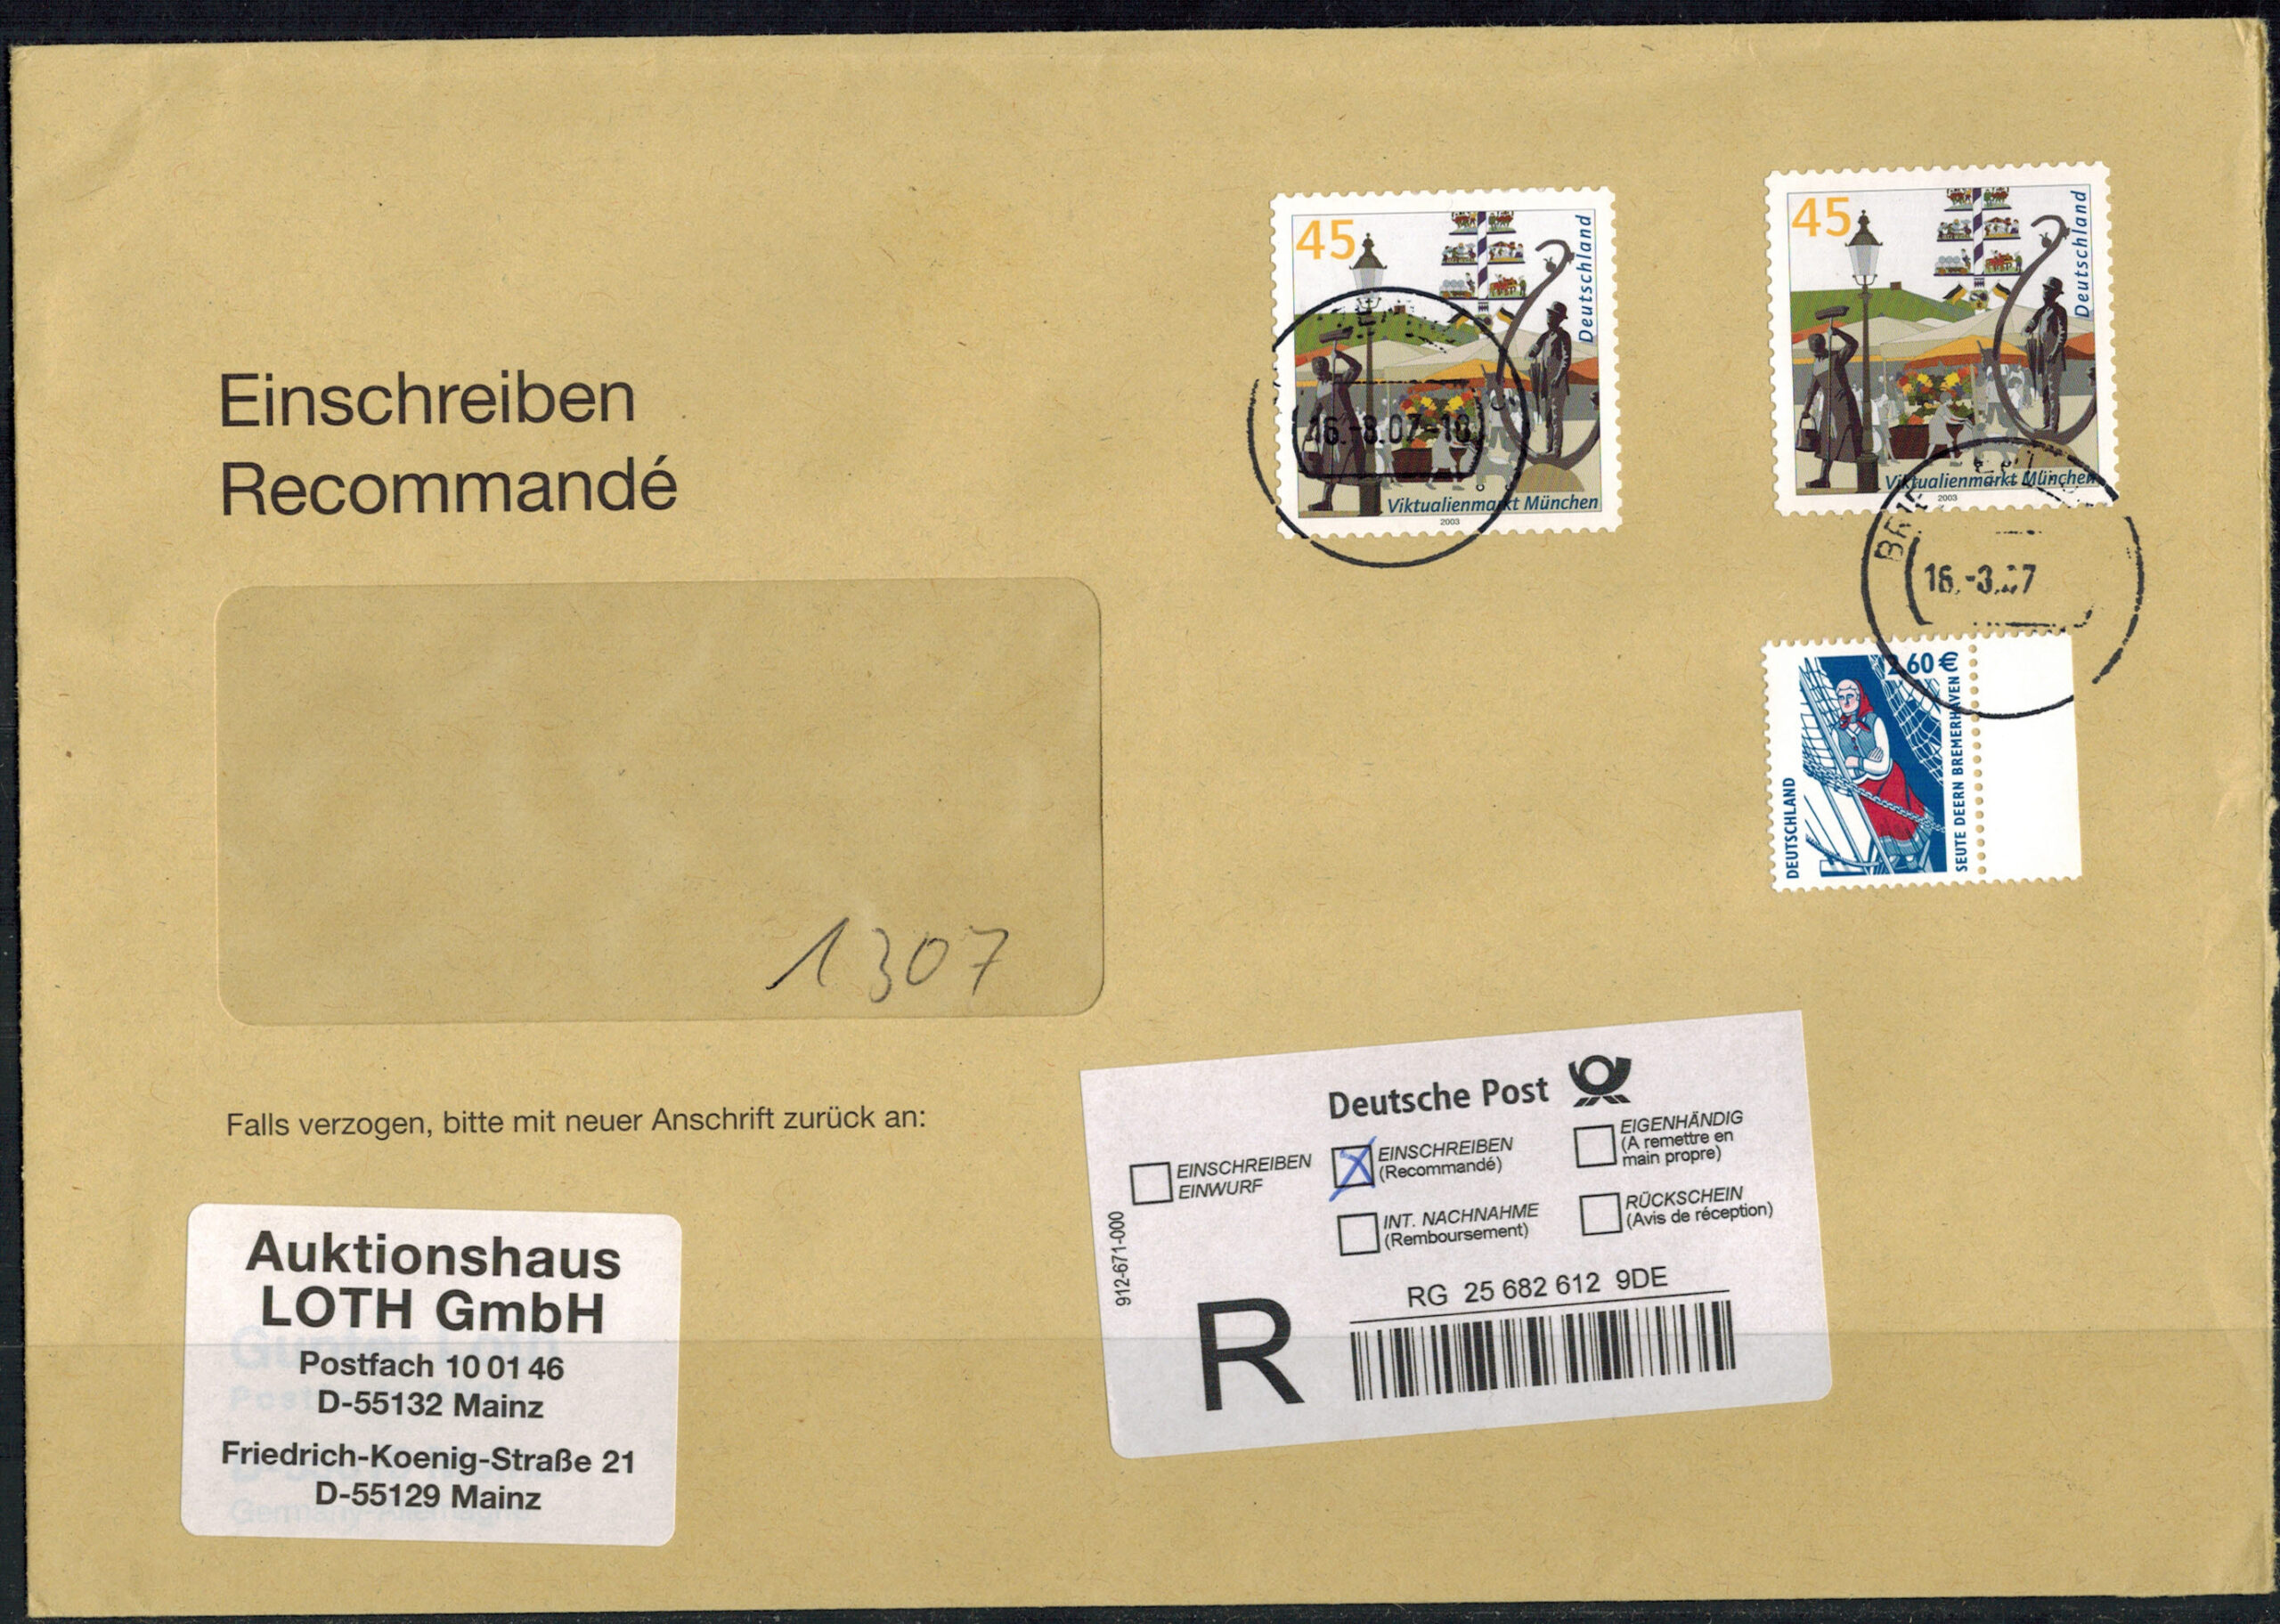 Einschreiben
Recommandé
45
Deutschland
Viktualienmarkt München
2003
45
Deutschland
Viktualienmarkt München
2003
2,60 €
DEUTSCHLAND
SEUTE DEERN BREMERHAVEN
1307
Falls verzogen, bitte mit neuer Anschrift zurück an:
Auktionshaus
LOTH GmbH
Postfach 10 01 46
D-55132 Mainz
Friedrich-Koenig-Straße 21
D-55129 Mainz
Deutsche Post
EINSCHREIBEN
EINWURF
EINSCHREIBEN
(Recommandé)
EIGENHÄNDIG
(A remettre en
main propre)
INT. NACHNAHME
(Remboursement)
RÜCKSCHEIN
(Avis de réception)
912-671-000
R
RG 25 682 612 9DE